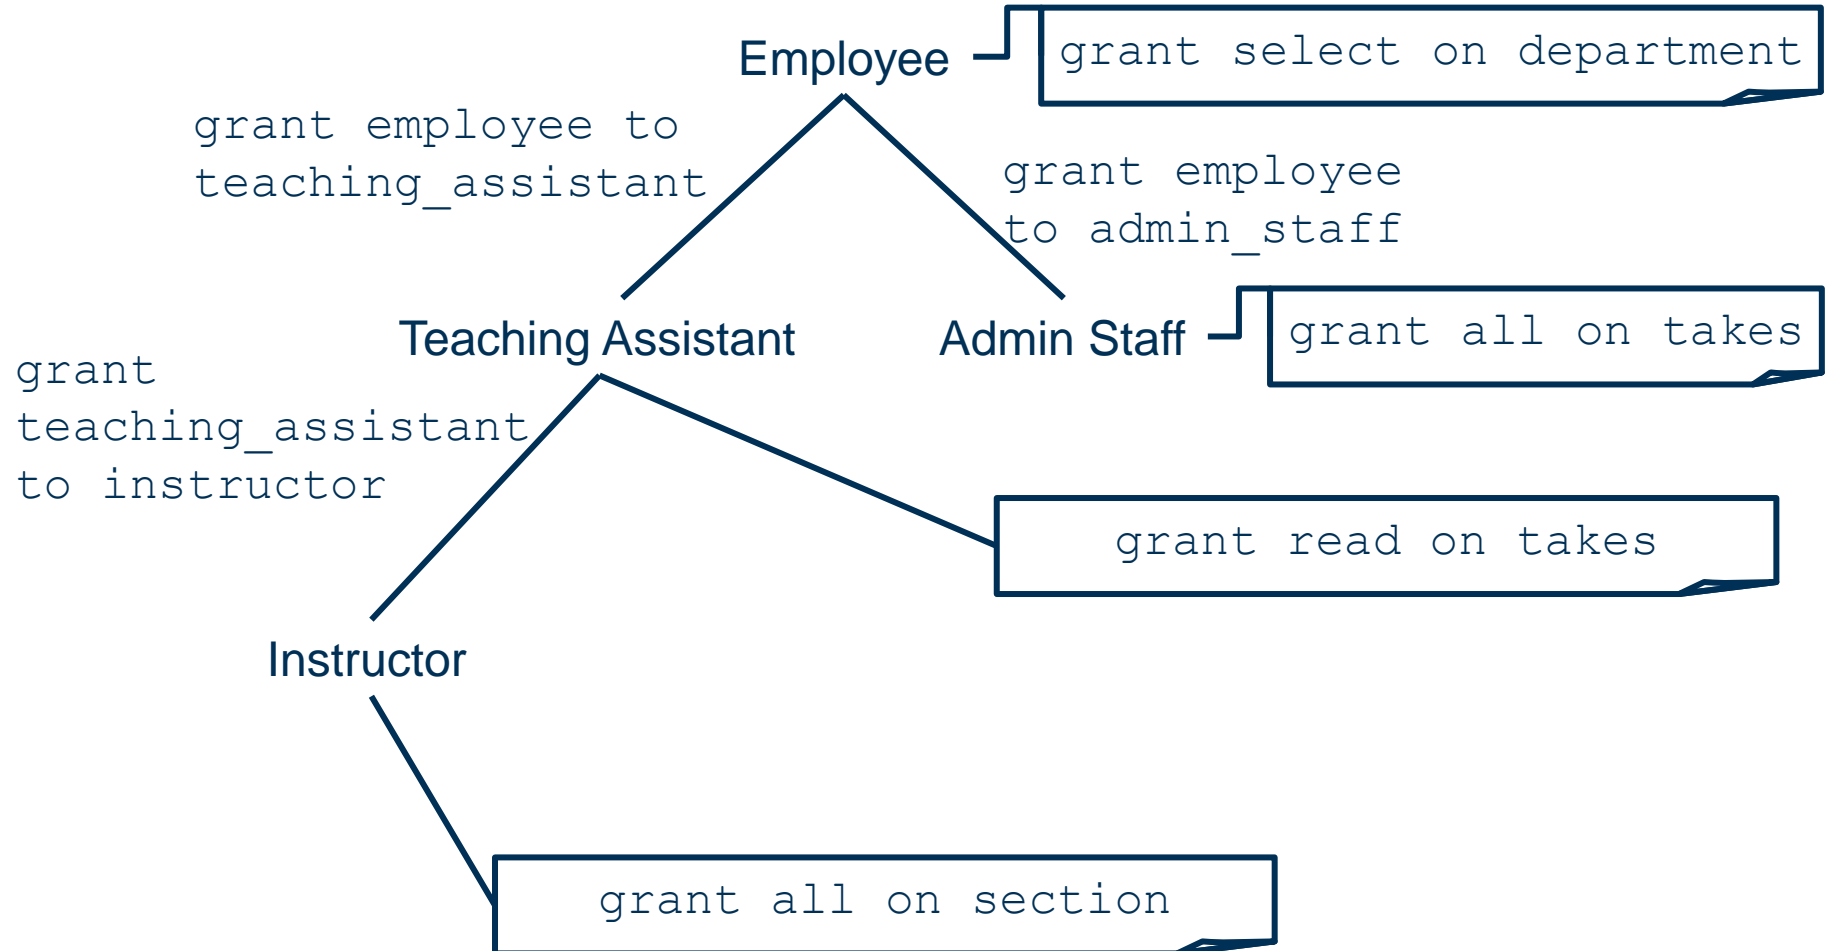 Employee
grant select on department
grant employee to
teaching_assistant
grant employee
to admin_staff
Teaching Assistant
Admin Staff
grant all on takes
grant
teaching_assistant
to instructor
grant read on takes
Instructor
grant all on section